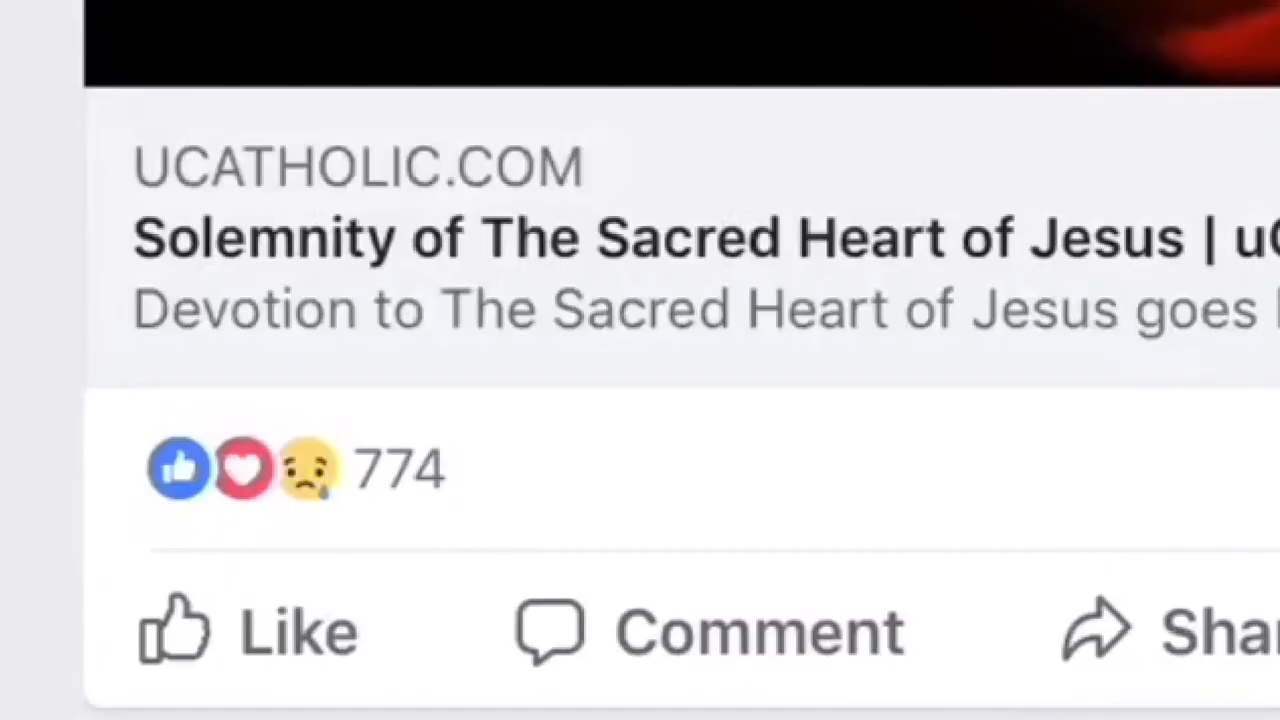 UCATHOLIC.COM
Solemnity of The Sacred Heart of Jesus |
Devotion to The Sacred Heart of Jesus goes
774
Like
Comment